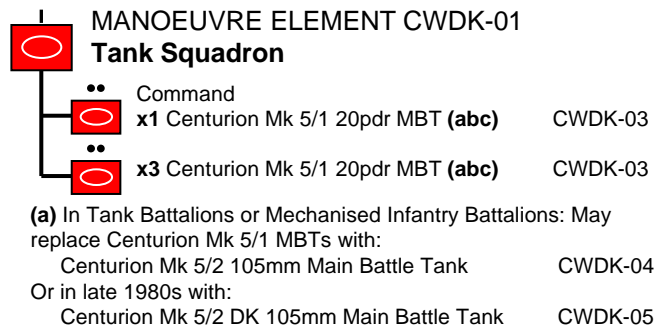 MANOEUVRE ELEMENT CWDK-01
Tank Squadron
Command
x1 Centurion Mk 5/1 20pdr MBT (abc) CWDK-03
x3 Centurion Mk 5/1 20pdr MBT (abc) CWDK-03
(a) In Tank Battalions or Mechanised Infantry Battalions: May
replace Centurion Mk 5/1 MBTs with:
Centurion Mk 5/2 105mm Main Battle Tank CWDK-04
Or in late 1980s with:
Centurion Mk 5/2 DK 105mm Main Battle Tank CWDK-05